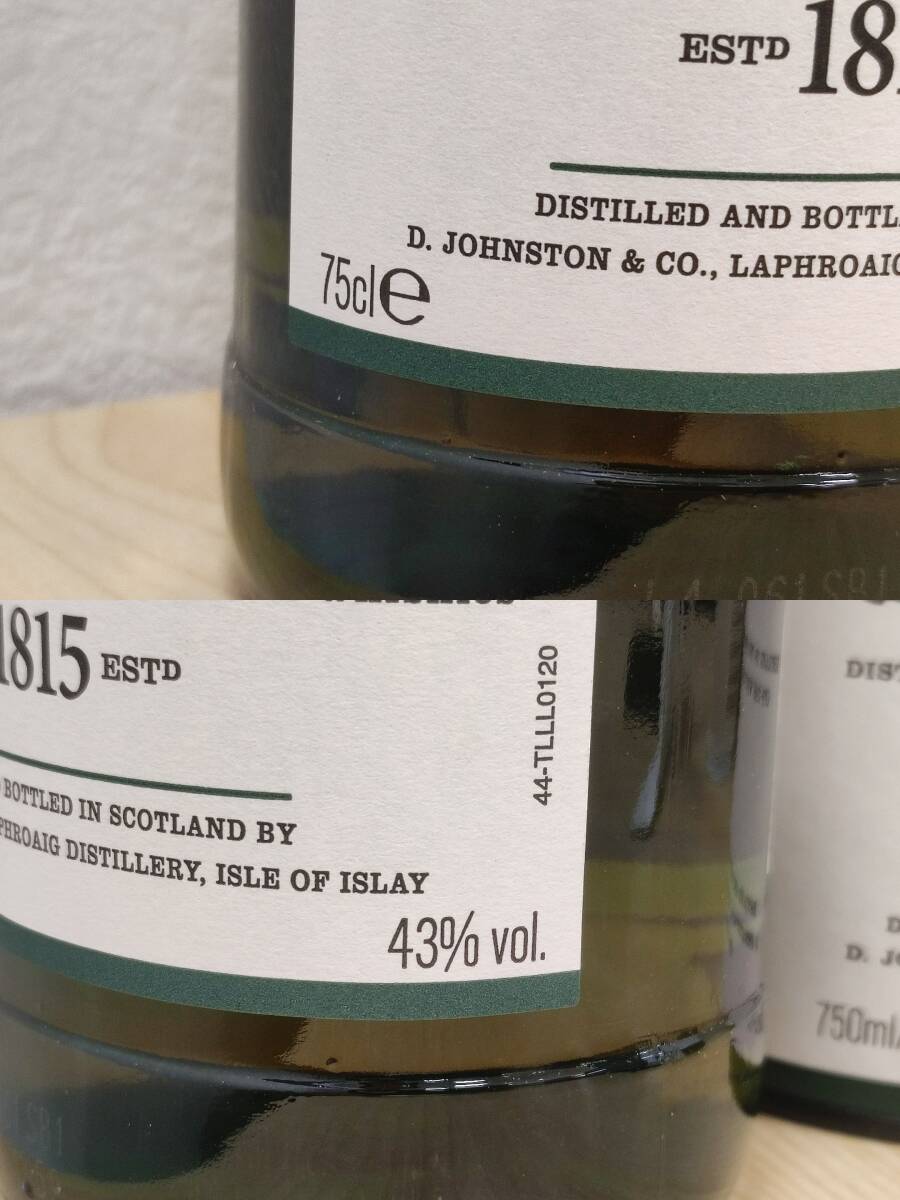 ESTD 18
DISTILLED AND BOTTL
D. JOHNSTON & CO., LAPHROAIG
75cl e
1815 ESTD
BOTTLED IN SCOTLAND BY
PHROAIG DISTILLERY, ISLE OF ISLAY
43% vol.
44-TLLL0120
DIST
D. JO
750ml